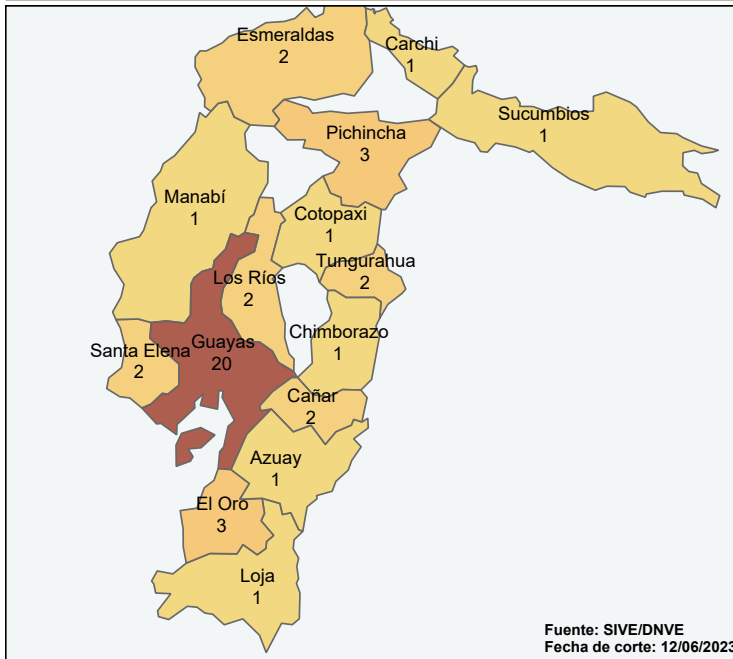 Esmeraldas
2
Carchi
1
Sucumbios
1
Pichincha
3
Manabí
1
Cotopaxi
1
Tungurahua
2
Los Ríos
2
Chimborazo
1
Guayas
20
Santa Elena
2
Cañar
2
Azuay
1
El Oro
3
Loja
1
Fuente: SIVE/DNVE
Fecha de corte: 12/06/2023